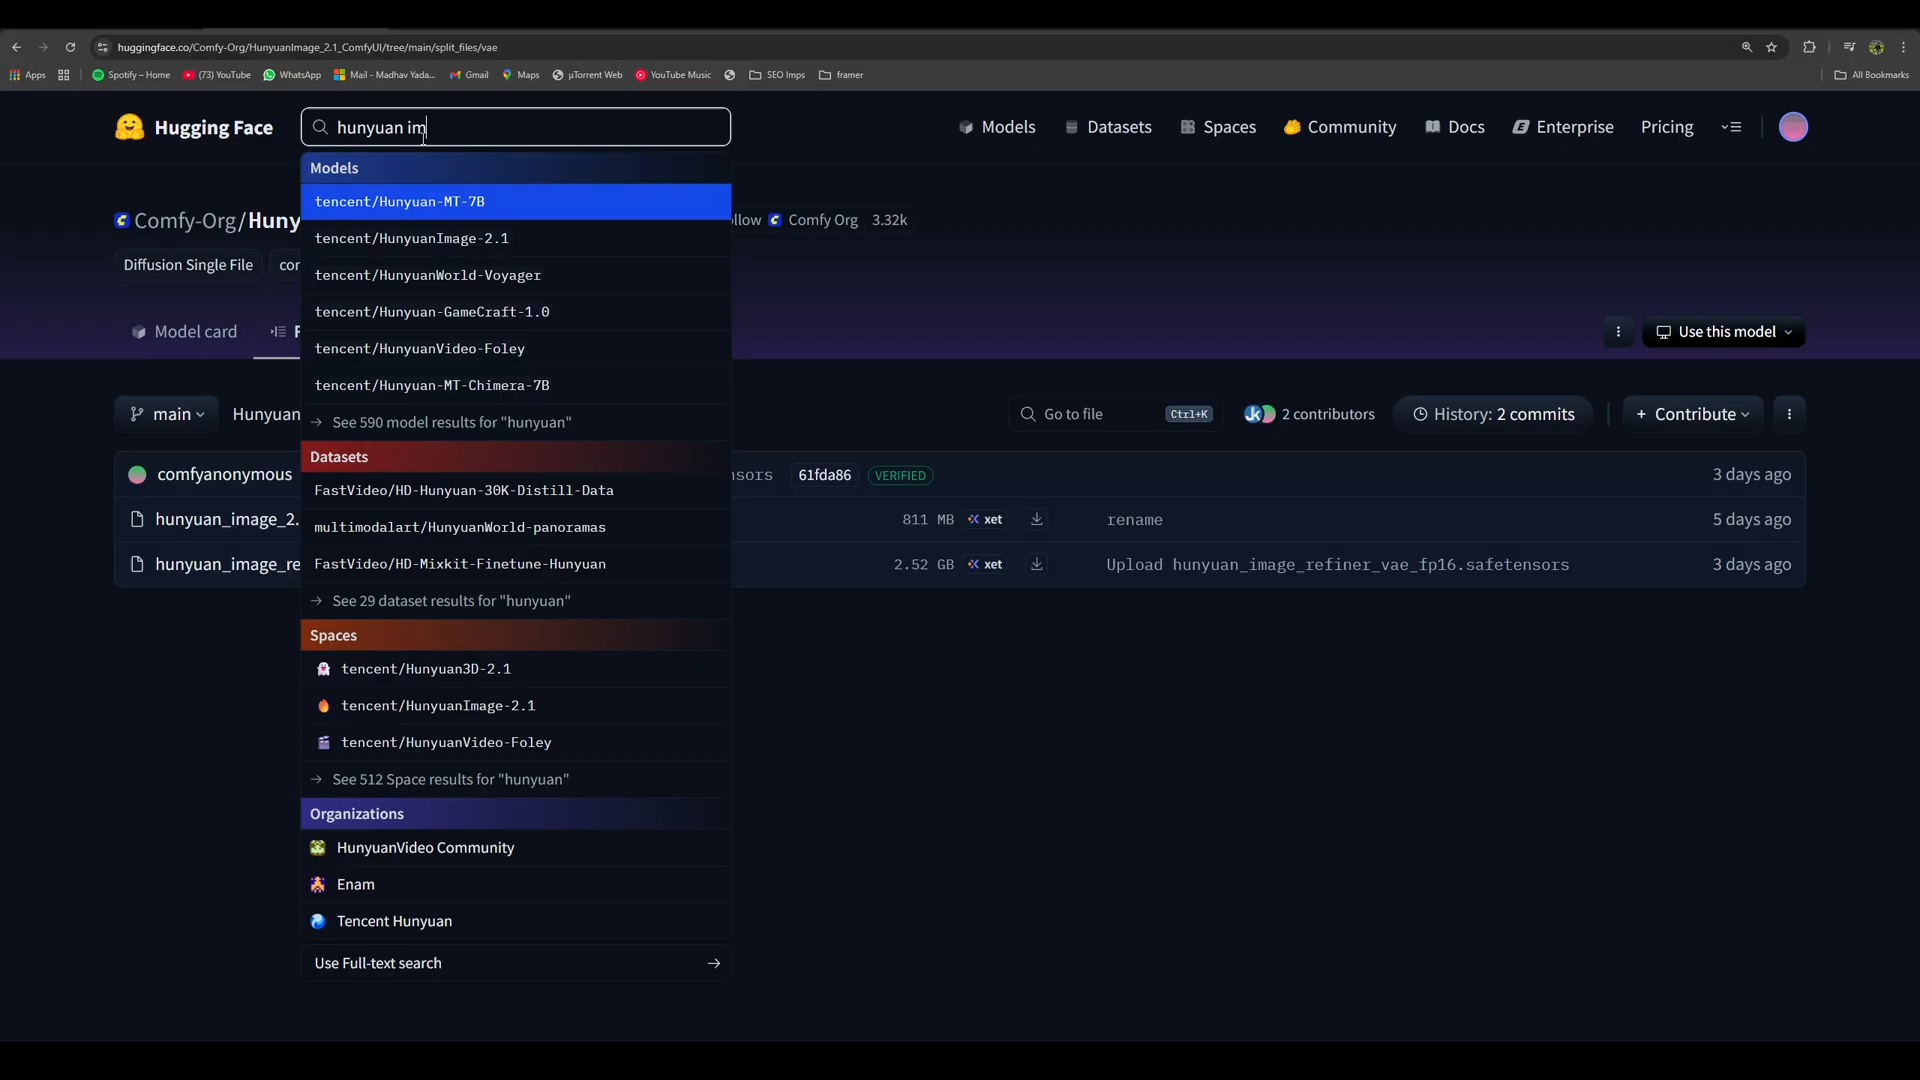 huggingface.co/Comfy-Org/HunyuanImage_2.1_ComfyUI/tree/main/split_files/vae
Apps Spotify – Home (73) YouTube WhatsApp Mail - Madhav Yada... Gmail Maps µTorrent Web YouTube Music SEO Imps framer All Bookmarks
Hugging Face hunyuan im Models Datasets Spaces Community Docs Enterprise Pricing
Models
tencent/Hunyuan-MT-7B
Comfy-Org/Huny llow Comfy Org 3.32k
tencent/HunyuanImage-2.1
Diffusion Single File cor
tencent/HunyuanWorld-Voyager
tencent/Hunyuan-GameCraft-1.0
Model card F Use this model
tencent/HunyuanVideo-Foley
tencent/Hunyuan-MT-Chimera-7B
main Hunyuan Go to file Ctrl+K 2 contributors History: 2 commits + Contribute
→ See 590 model results for "hunyuan"
Datasets
comfyanonymous nsors 61fda86 VERIFIED 3 days ago
FastVideo/HD-Hunyuan-30K-Distill-Data
hunyuan_image_2. 811 MB xet rename 5 days ago
multimodalart/HunyuanWorld-panoramas
hunyuan_image_re 2.52 GB xet Upload hunyuan_image_refiner_vae_fp16.safetensors 3 days ago
FastVideo/HD-Mixkit-Finetune-Hunyuan
→ See 29 dataset results for "hunyuan"
Spaces
tencent/Hunyuan3D-2.1
tencent/HunyuanImage-2.1
tencent/HunyuanVideo-Foley
→ See 512 Space results for "hunyuan"
Organizations
HunyuanVideo Community
Enam
Tencent Hunyuan
Use Full-text search →